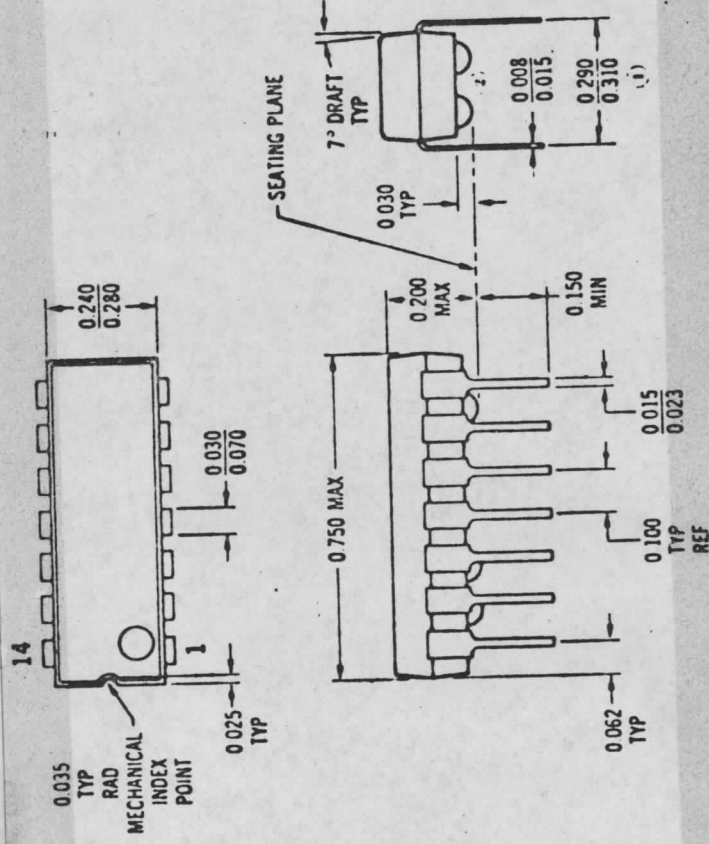 14
1
0.240
0.280
0.030
0.070
0.025
TYP
0.035
TYP
RAD
MECHANICAL
INDEX
POINT
SEATING PLANE
7° DRAFT
TYP
0.030
TYP
0.008
0.015
0.290
0.310
(1)
0.750 MAX
0.200
MAX
0.150
MIN
0.015
0.023
0.100
TYP
REF
0.062
TYP